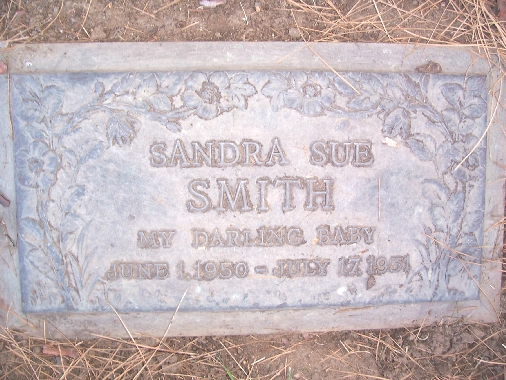 SANDRA SUE
SMITH
MY DARLING BABY
JUNE 1, 1950 - JULY 17, 1951